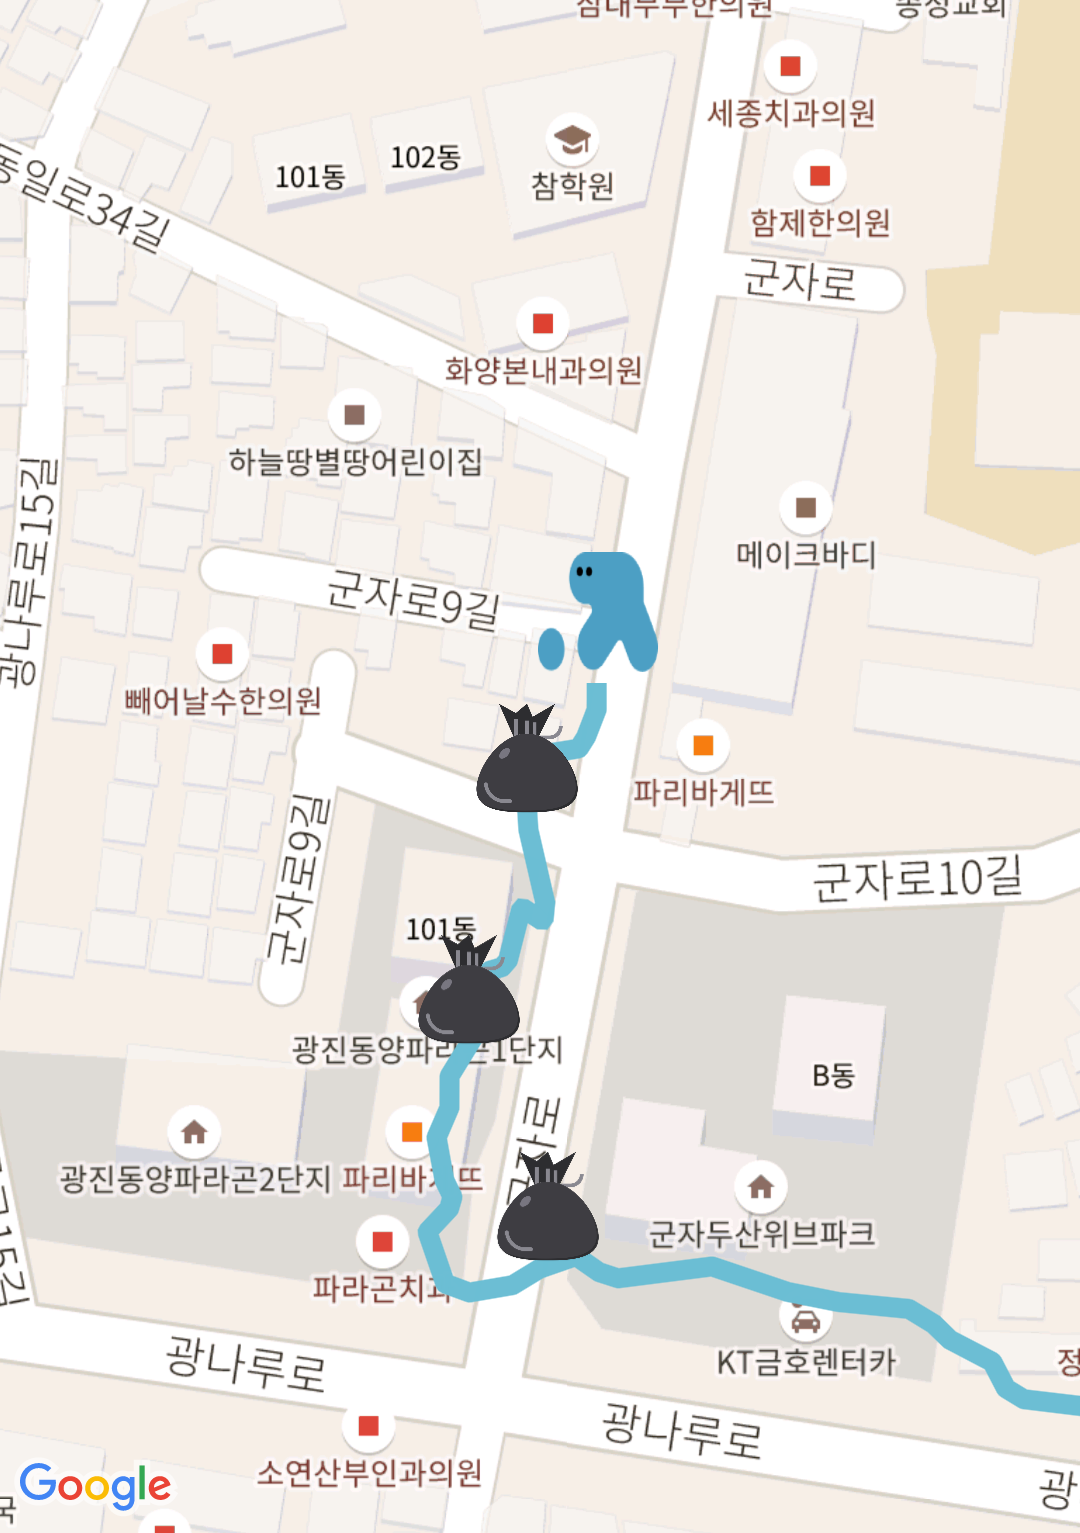 송정교회
세종치과의원
102동
101동
참학원
함제한의원
동일로34길
군자로
화양본내과의원
하늘땅별땅어린이집
광나루로15길
메이크바디
군자로9길
빼어날수한의원
파리바게뜨
군자로9길
군자로10길
101동
광진동양파라곤1단지
B동
군자로
광진동양파라곤2단지
파리바게뜨
군자두산위브파크
파라곤치과
광나루로
KT금호렌터카
정
광나루로
소연산부인과의원
Google
광
국